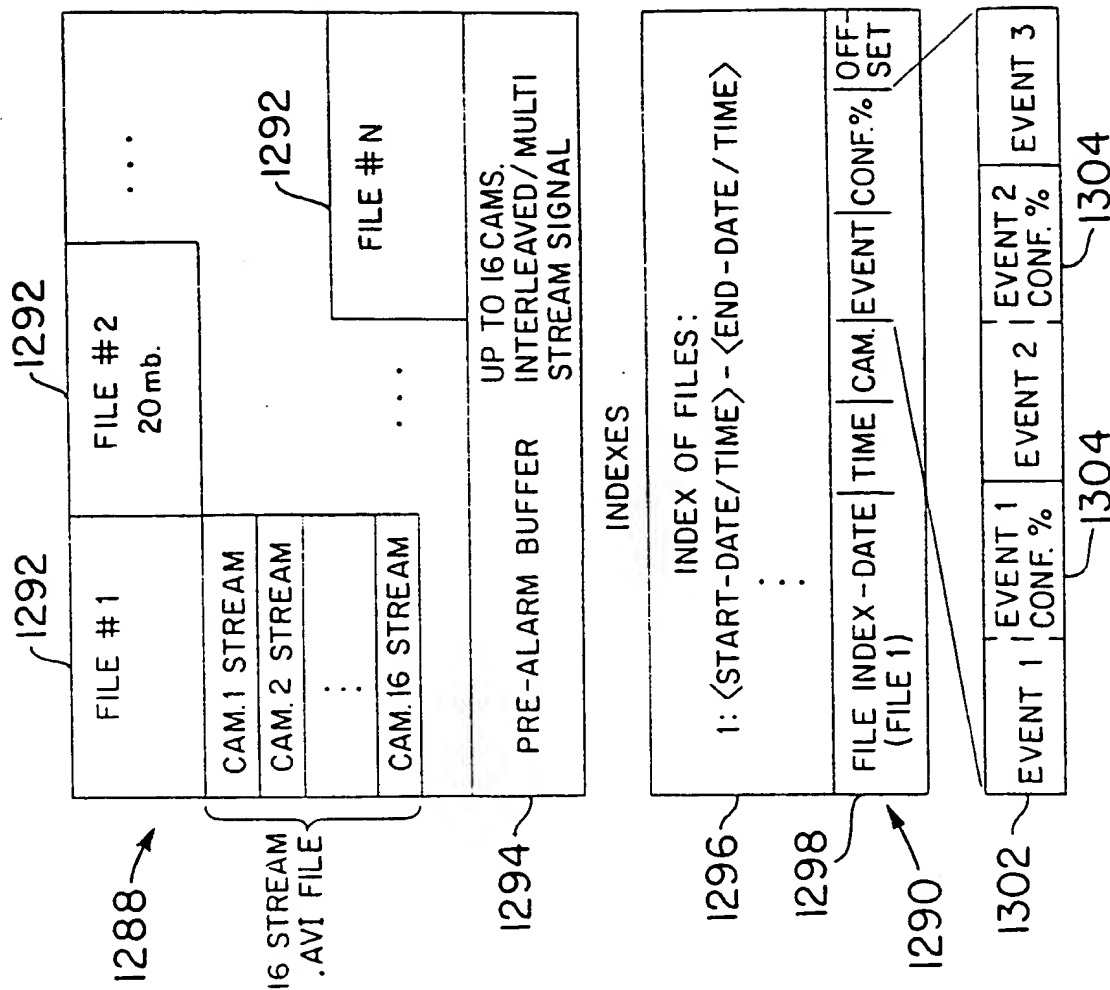 1292
1292
FILE #1
FILE #2
20mb.
...
1288
CAM.1 STREAM
CAM. 2 STREAM
...
CAM.16 STREAM
16 STREAM
.AVI FILE
1292
FILE #N
...
1294
PRE-ALARM BUFFER
UP TO 16 CAMS.
INTERLEAVED/MULTI
STREAM SIGNAL
INDEXES
1296
INDEX OF FILES:
1: <START-DATE/TIME>-<END-DATE/TIME>
...
1298
FILE INDEX-DATE | TIME | CAM. | EVENT | CONF.% | OFF-
SET
(FILE 1)
1290
1302
EVENT 1
EVENT 1
CONF. %
EVENT 2
EVENT 2
CONF. %
EVENT 3
1304
1304